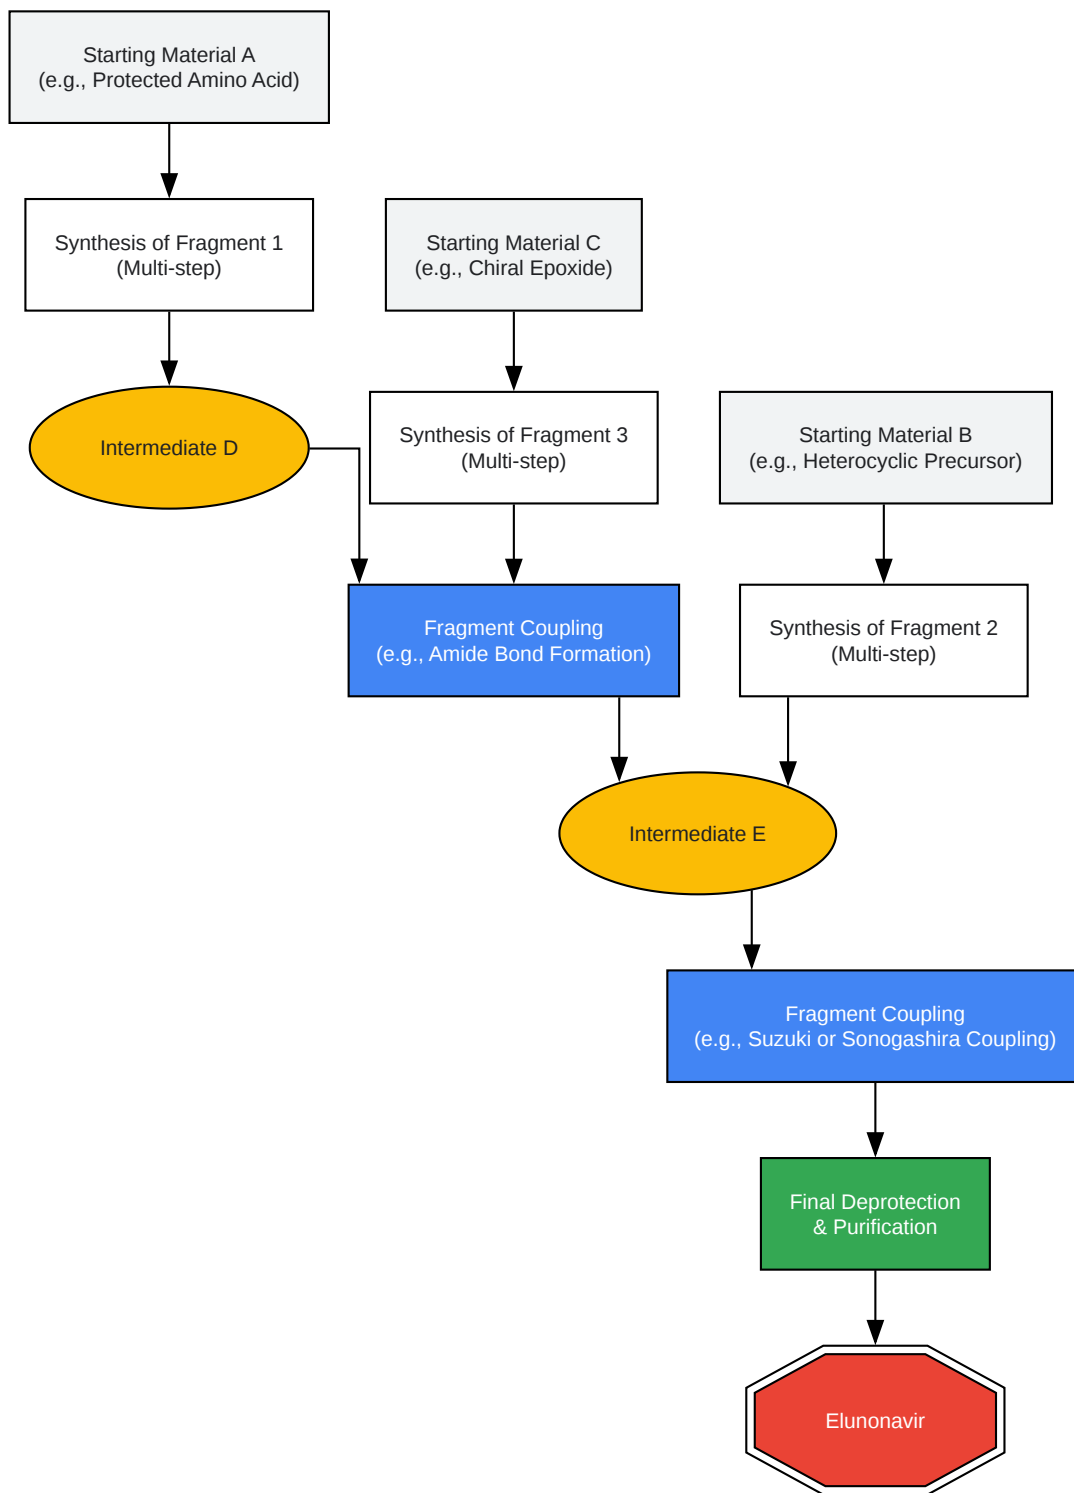 Starting Material A
(e.g., Protected Amino Acid)
Synthesis of Fragment 1
(Multi-step)
Starting Material C
(e.g., Chiral Epoxide)
Intermediate D
Synthesis of Fragment 3
(Multi-step)
Starting Material B
(e.g., Heterocyclic Precursor)
Fragment Coupling
(e.g., Amide Bond Formation)
Synthesis of Fragment 2
(Multi-step)
Intermediate E
Fragment Coupling
(e.g., Suzuki or Sonogashira Coupling)
Final Deprotection
& Purification
Elunonavir